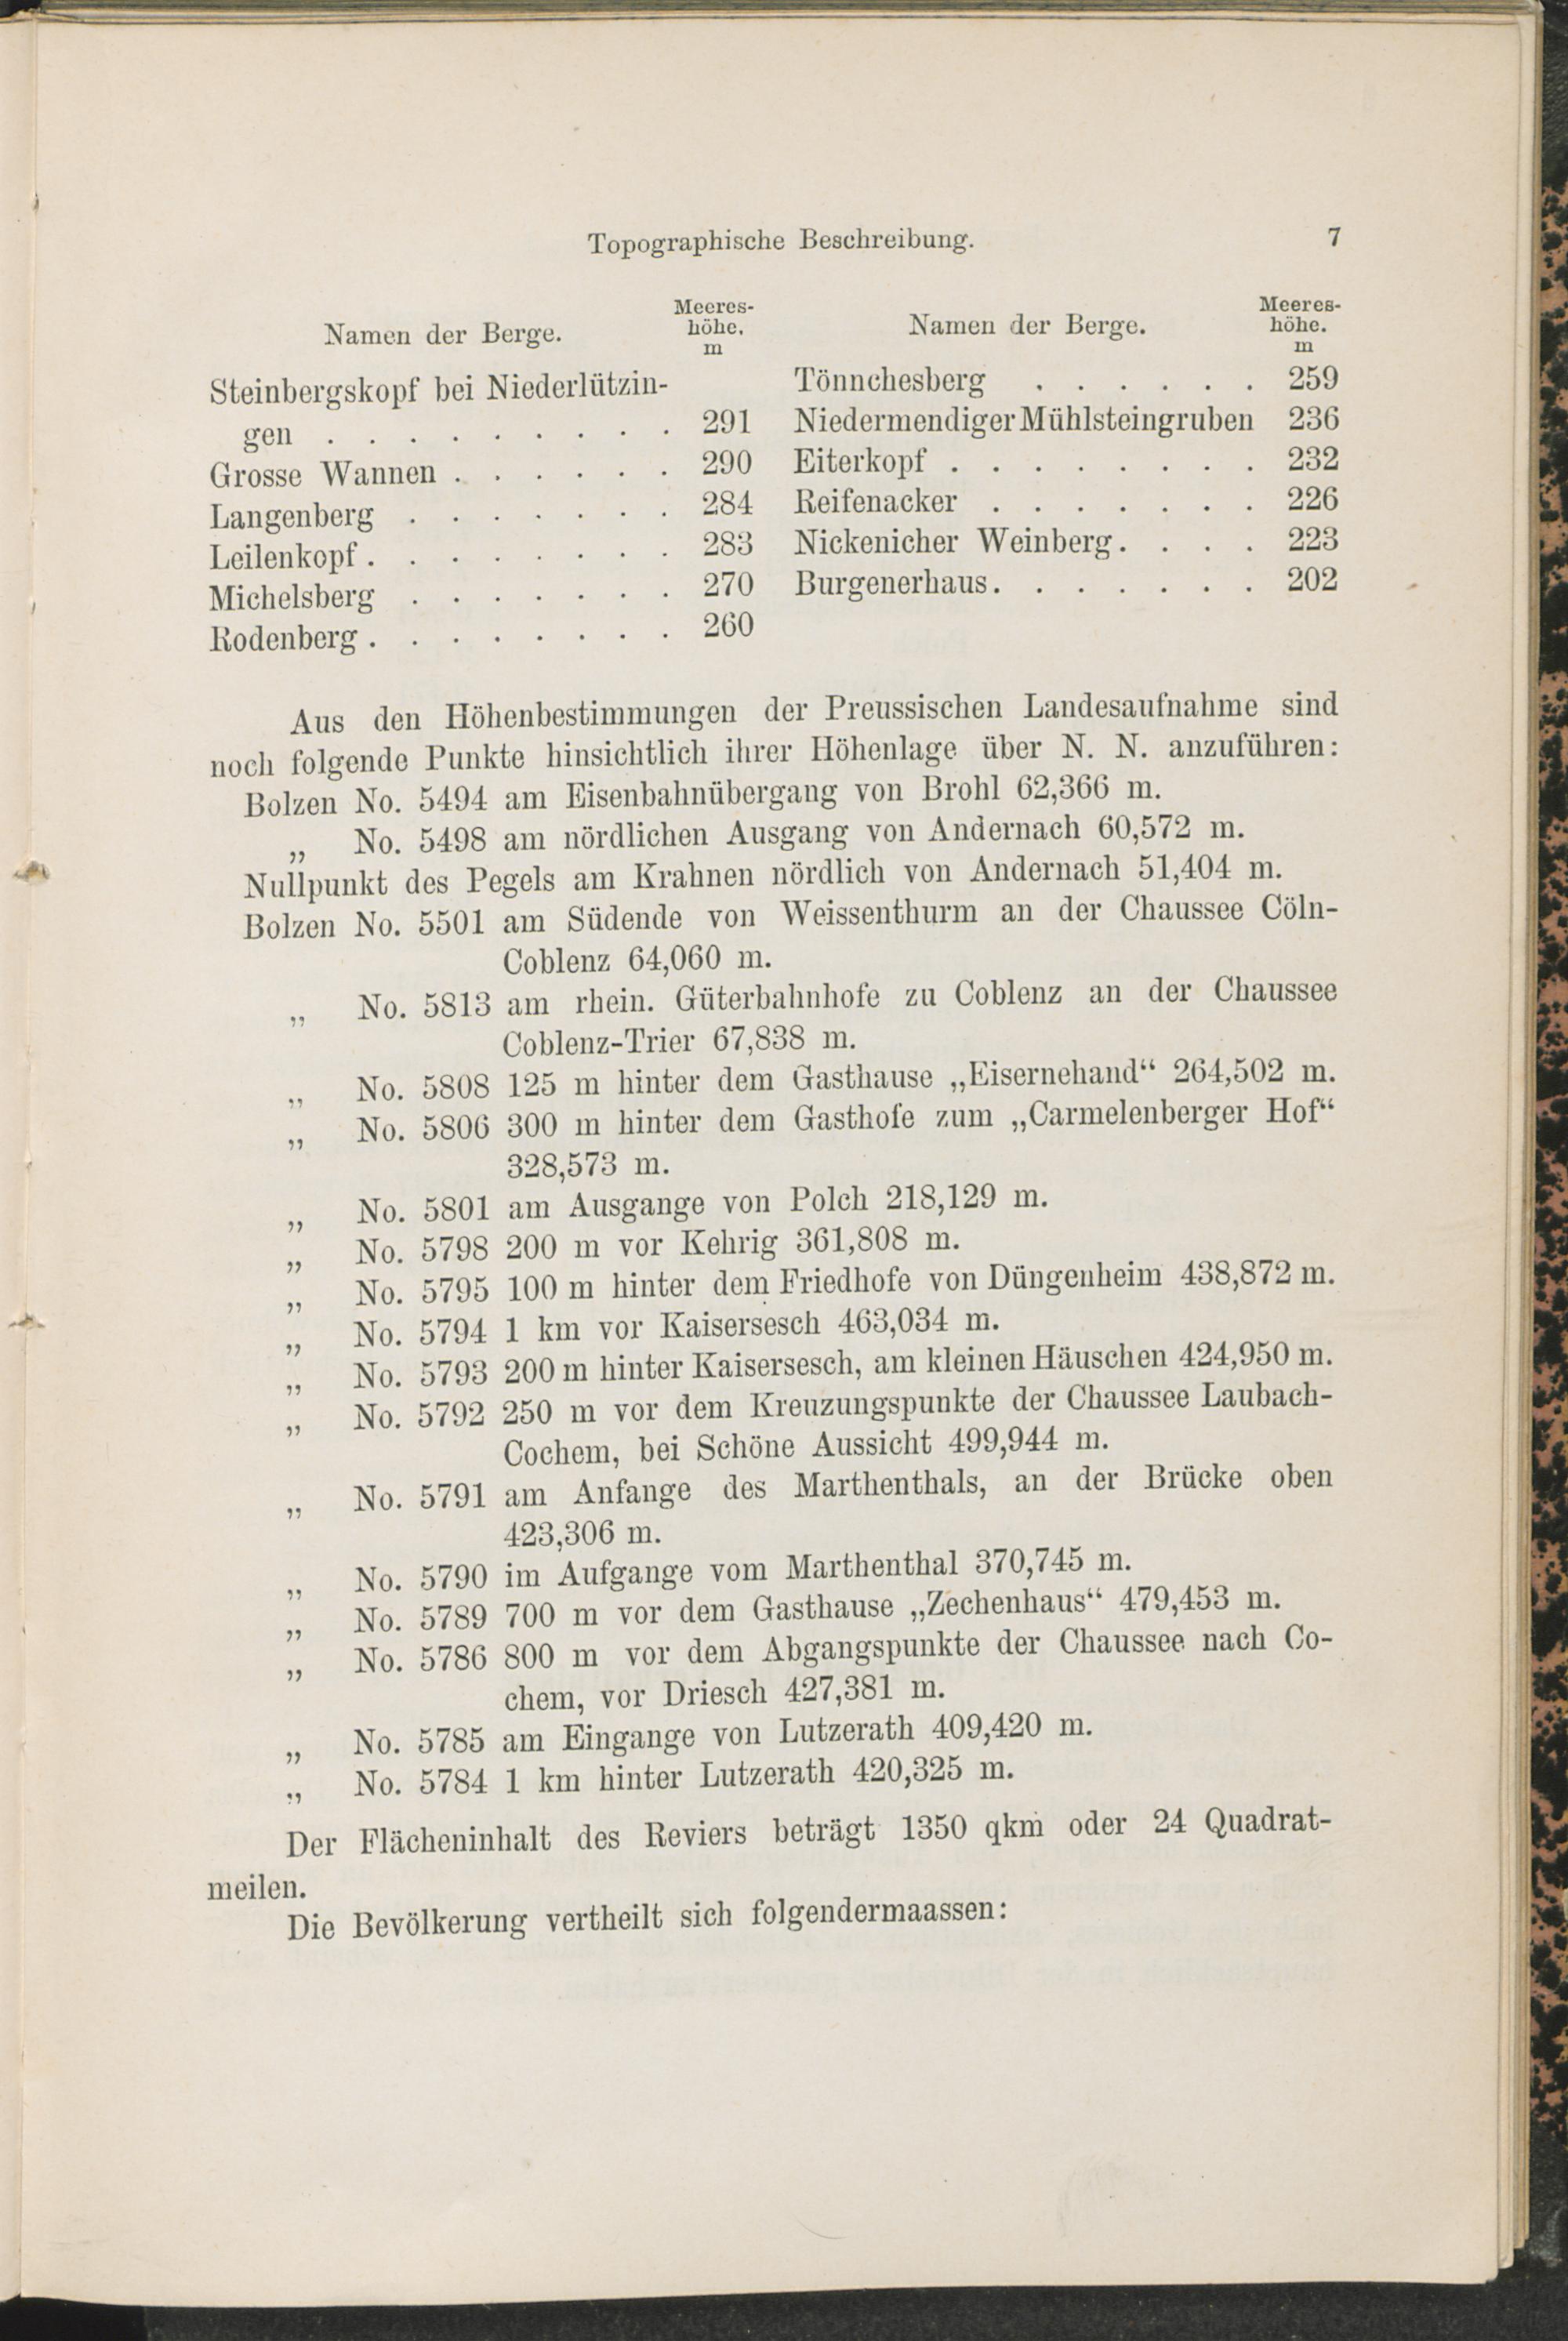 Topographische Beschreibung. 7
Namen der Berge. Meeres-
höhe.
m
Steinbergskopf bei Niederlützin-
gen . . . . . . . . . 291
Grosse Wannen . . . . . . 290
Langenberg . . . . . . . 284
Leilenkopf . . . . . . . . 283
Michelsberg . . . . . . . 270
Rodenberg . . . . . . . . 260
Namen der Berge. Meeres-
höhe.
m
Tönnchesberg . . . . . . 259
Niedermendiger Mühlsteingruben 236
Eiterkopf . . . . . . . . 232
Reifenacker . . . . . . . 226
Nickenicher Weinberg . . . . 223
Burgenerhaus . . . . . . . 202
Aus den Höhenbestimmungen der Preussischen Landesaufnahme sind
noch folgende Punkte hinsichtlich ihrer Höhenlage über N. N. anzuführen:
Bolzen No. 5494 am Eisenbahnübergang von Brohl 62,366 m.
„ No. 5498 am nördlichen Ausgang von Andernach 60,572 m.
Nullpunkt des Pegels am Krahnen nördlich von Andernach 51,404 m.
Bolzen No. 5501 am Südende von Weissenthurm an der Chaussee Cöln-
Coblenz 64,060 m.
„ No. 5813 am rhein. Güterbahnhofe zu Coblenz an der Chaussee
Coblenz-Trier 67,838 m.
„ No. 5808 125 m hinter dem Gasthause „Eisernehand“ 264,502 m.
„ No. 5806 300 m hinter dem Gasthofe zum „Carmelenberger Hof“
328,573 m.
„ No. 5801 am Ausgange von Polch 218,129 m.
„ No. 5798 200 m vor Kehrig 361,808 m.
„ No. 5795 100 m hinter dem Friedhofe von Düngenheim 438,872 m.
„ No. 5794 1 km vor Kaisersesch 463,034 m.
„ No. 5793 200 m hinter Kaisersesch, am kleinen Häuschen 424,950 m.
„ No. 5792 250 m vor dem Kreuzungspunkte der Chaussee Laubach-
Cochem, bei Schöne Aussicht 499,944 m.
„ No. 5791 am Anfange des Marthenthals, an der Brücke oben
423,306 m.
„ No. 5790 im Aufgange vom Marthenthal 370,745 m.
„ No. 5789 700 m vor dem Gasthause „Zechenhaus“ 479,453 m.
„ No. 5786 800 m vor dem Abgangspunkte der Chaussee nach Co-
chem, vor Driesch 427,381 m.
„ No. 5785 am Eingange von Lutzerath 409,420 m.
„ No. 5784 1 km hinter Lutzerath 420,325 m.
Der Flächeninhalt des Reviers beträgt 1350 qkm oder 24 Quadrat-
meilen.
Die Bevölkerung vertheilt sich folgendermaassen: